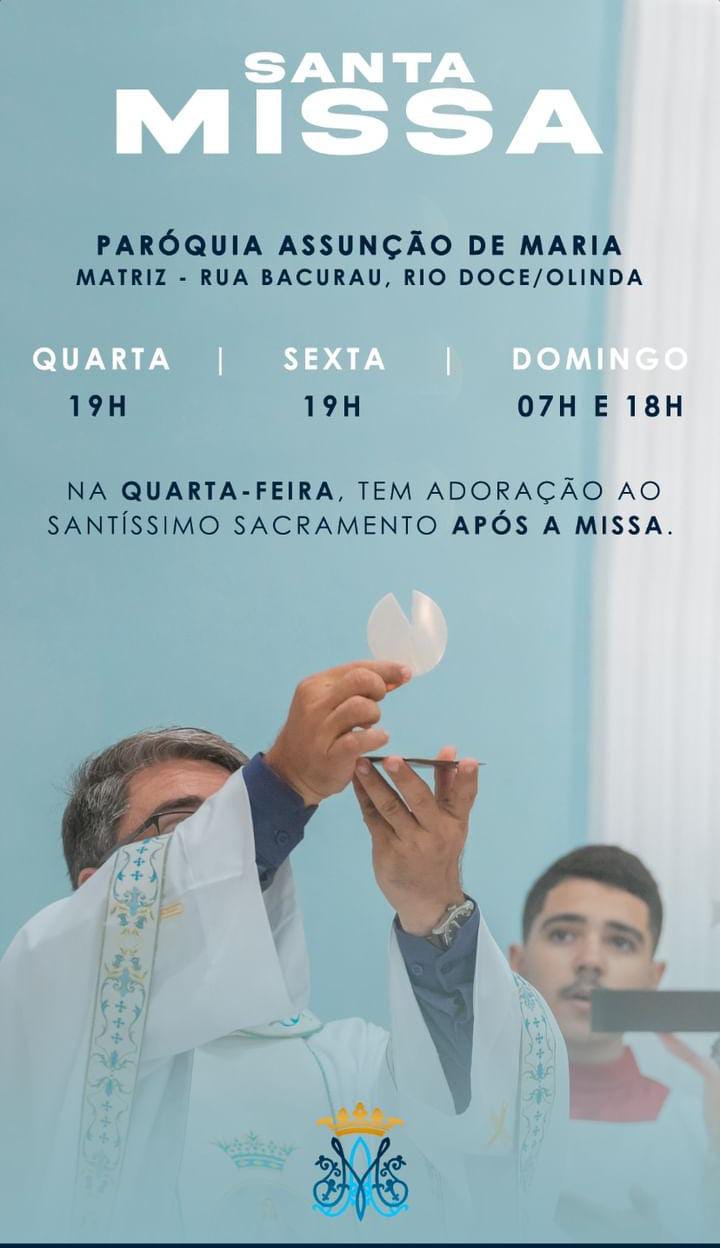 SANTA
MISSA
PARÓQUIA ASSUNÇÃO DE MARIA
MATRIZ - RUA BACURAU, RIO DOCE/OLINDA
QUARTA | SEXTA | DOMINGO
19H 19H 07H E 18H
NA QUARTA-FEIRA, TEM ADORAÇÃO AO
SANTÍSSIMO SACRAMENTO APÓS A MISSA.